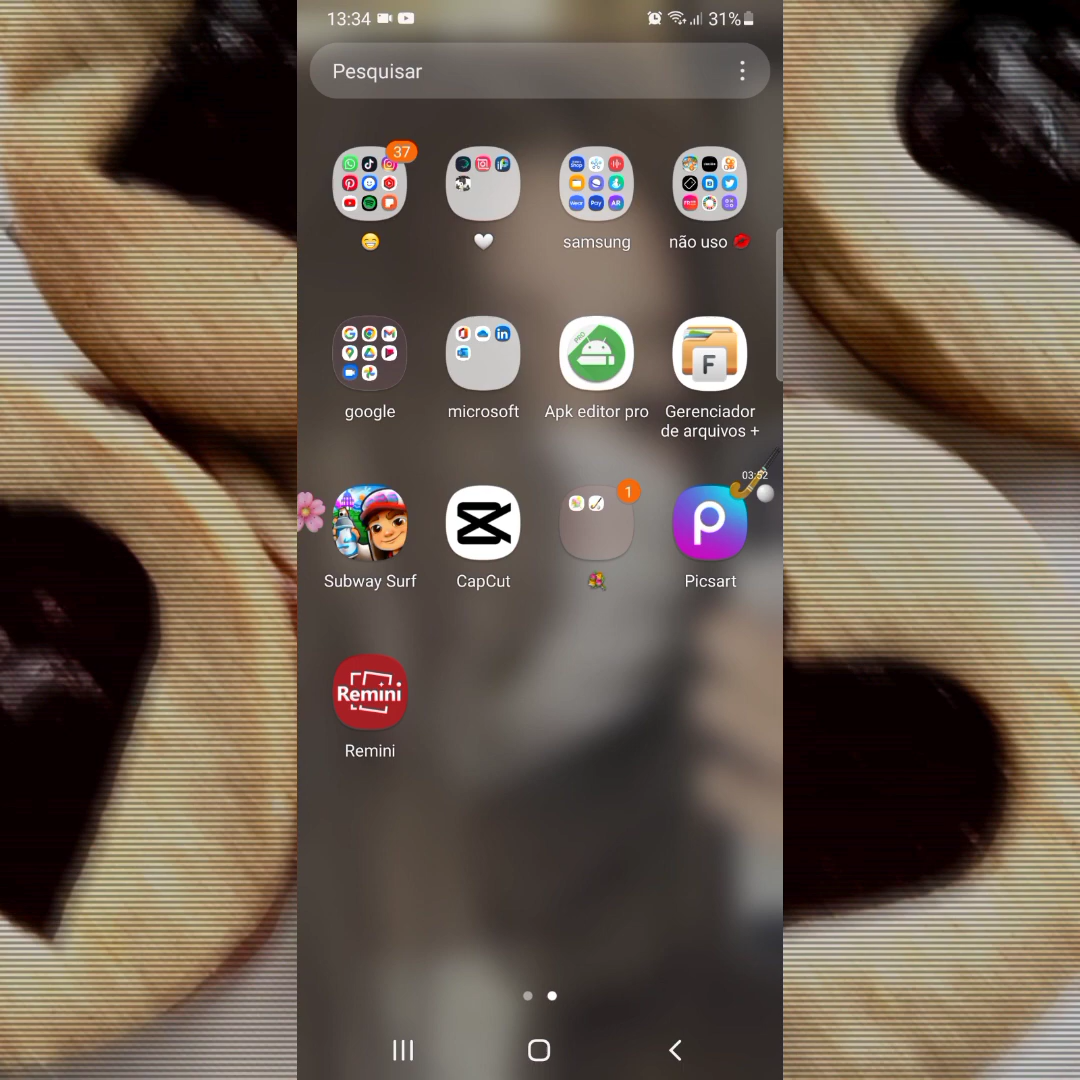 13:34
31%
Pesquisar
37
😁
🤍
samsung
não uso 💋
google
microsoft
Apk editor pro
Gerenciador
de arquivos +
PRO
F
03:52
1
Subway Surf
CapCut
💐
Picsart
Remini
Remini